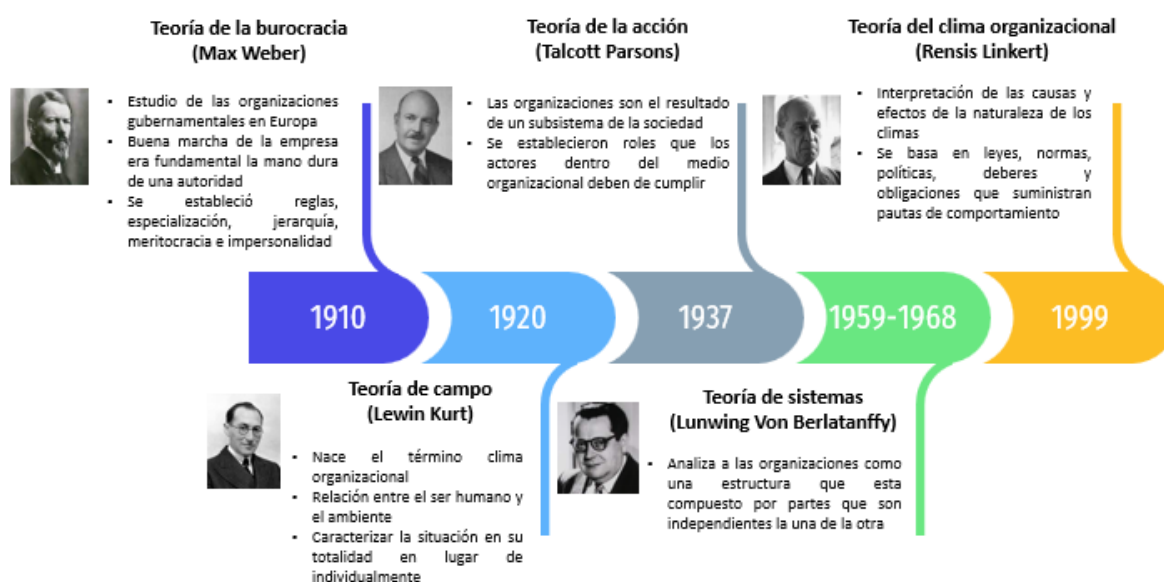 Teoría de la burocracia
(Max Weber)
▪ Estudio de las organizaciones
gubernamentales en Europa
▪ Buena marcha de la empresa
era fundamental la mano dura
de una autoridad
▪ Se estableció reglas,
especialización, jerarquía,
meritocracia e impersonalidad
Teoría de la acción
(Talcott Parsons)
▪ Las organizaciones son el resultado
de un subsistema de la sociedad
▪ Se establecieron roles que los
actores dentro del medio
organizacional deben de cumplir
Teoría del clima organizacional
(Rensis Linkert)
▪ Interpretación de las causas y
efectos de la naturaleza de los
climas
▪ Se basa en leyes, normas,
políticas, deberes y
obligaciones que suministran
pautas de comportamiento
1910
1920
1937
1959-1968
1999
Teoría de campo
(Lewin Kurt)
▪ Nace el término clima
organizacional
▪ Relación entre el ser humano y
el ambiente
▪ Caracterizar la situación en su
totalidad en lugar de
individualmente
Teoría de sistemas
(Lunwing Von Berlatanffy)
▪ Analiza a las organizaciones como
una estructura que esta
compuesto por partes que son
independientes la una de la otra